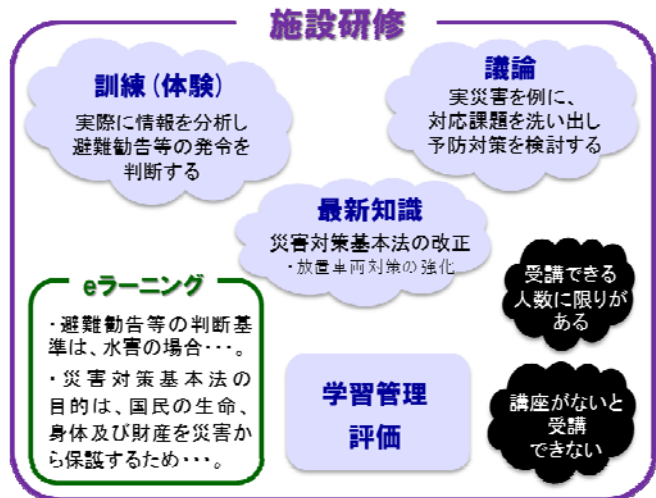 施設研修
訓練(体験)
実際に情報を分析し
避難勧告等の発令を
判断する
議論
実災害を例に、
対応課題を洗い出し
予防対策を検討する
最新知識
災害対策基本法の改正
・放置車両対策の強化
eラーニング
・避難勧告等の判断基
準は、水害の場合・・・。
・災害対策基本法の
目的は、国民の生命、
身体及び財産を災害か
ら保護するため・・・。
学習管理
評価
受講できる
人数に限りが
ある
講座がないと
受講
できない